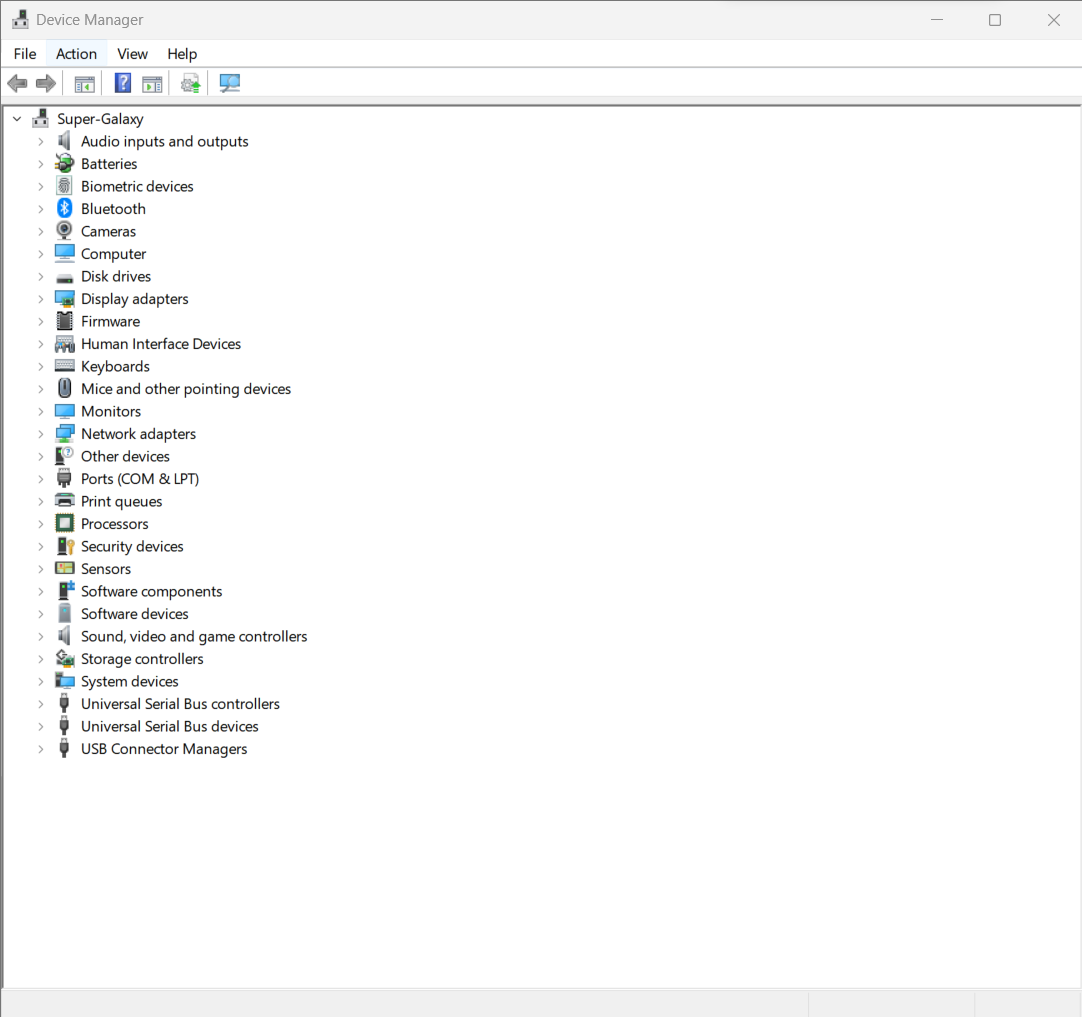 Device Manager
File Action View Help
Super-Galaxy
Audio inputs and outputs
Batteries
Biometric devices
Bluetooth
Cameras
Computer
Disk drives
Display adapters
Firmware
Human Interface Devices
Keyboards
Mice and other pointing devices
Monitors
Network adapters
Other devices
Ports (COM & LPT)
Print queues
Processors
Security devices
Sensors
Software components
Software devices
Sound, video and game controllers
Storage controllers
System devices
Universal Serial Bus controllers
Universal Serial Bus devices
USB Connector Managers